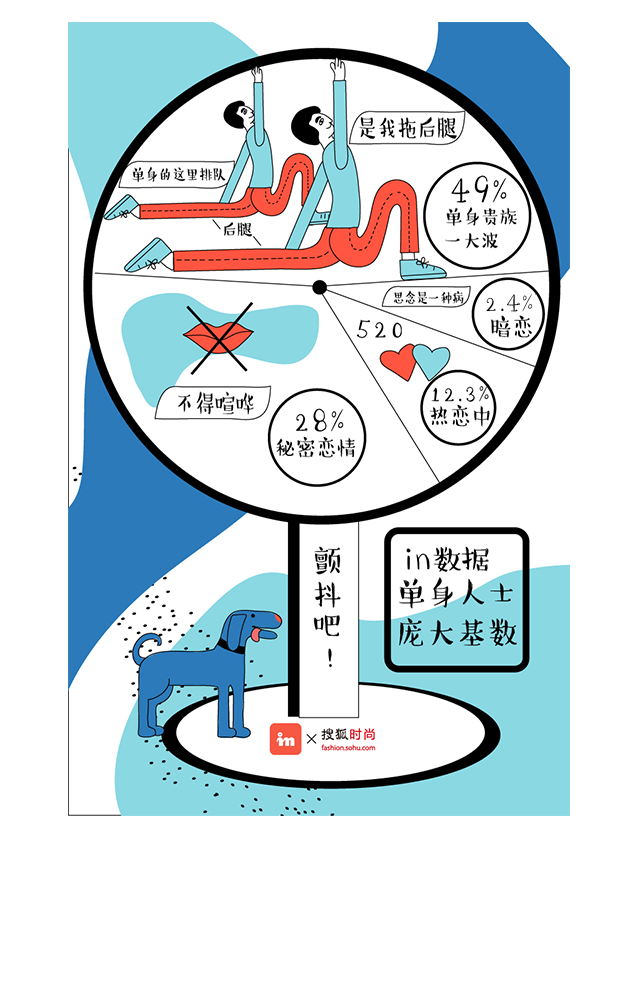 是我拖后腿
单身的这里排队
后腿
49%
单身贵族
一大波
思念是一种病
2.4%
暗恋
520
12.3%
热恋中
不得喧哗
28%
秘密恋情
颤抖吧！
in数据
单身人士
庞大基数
in × 搜狐时尚
fashion.sohu.com